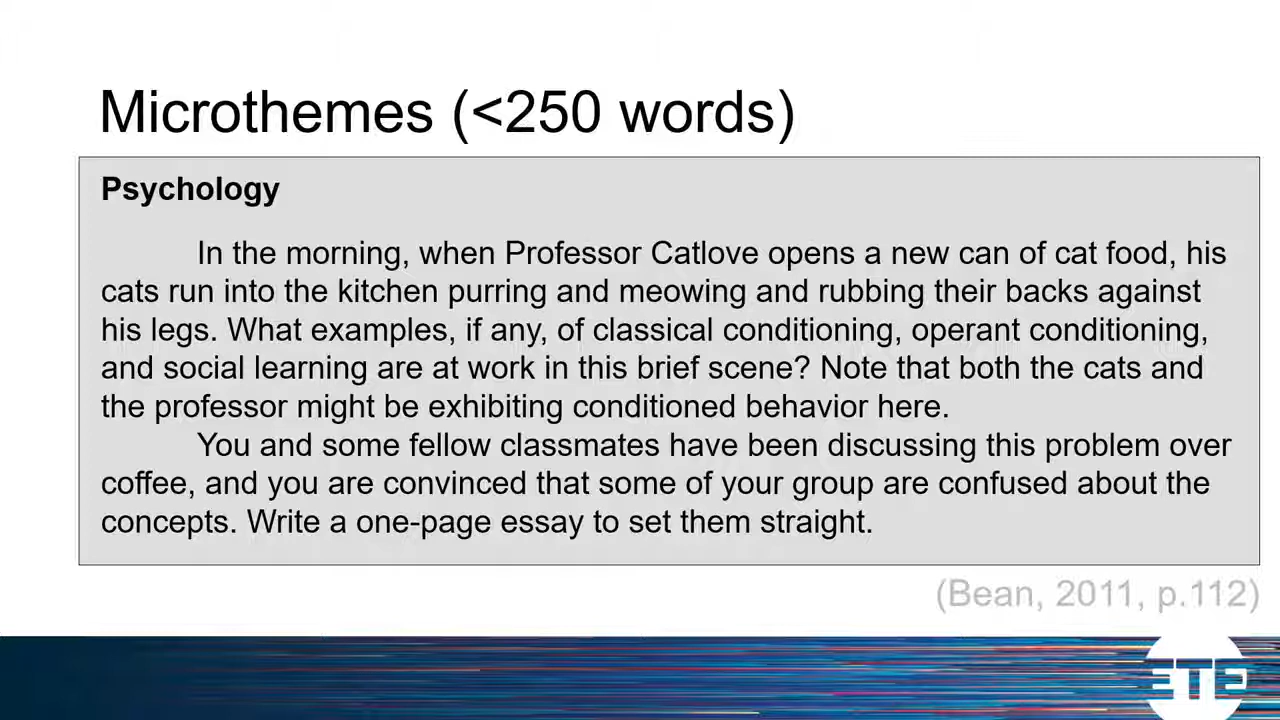 Microthemes (<250 words)
Psychology
In the morning, when Professor Catlove opens a new can of cat food, his
cats run into the kitchen purring and meowing and rubbing their backs against
his legs. What examples, if any, of classical conditioning, operant conditioning,
and social learning are at work in this brief scene? Note that both the cats and
the professor might be exhibiting conditioned behavior here.
You and some fellow classmates have been discussing this problem over
coffee, and you are convinced that some of your group are confused about the
concepts. Write a one-page essay to set them straight.
(Bean, 2011, p.112)